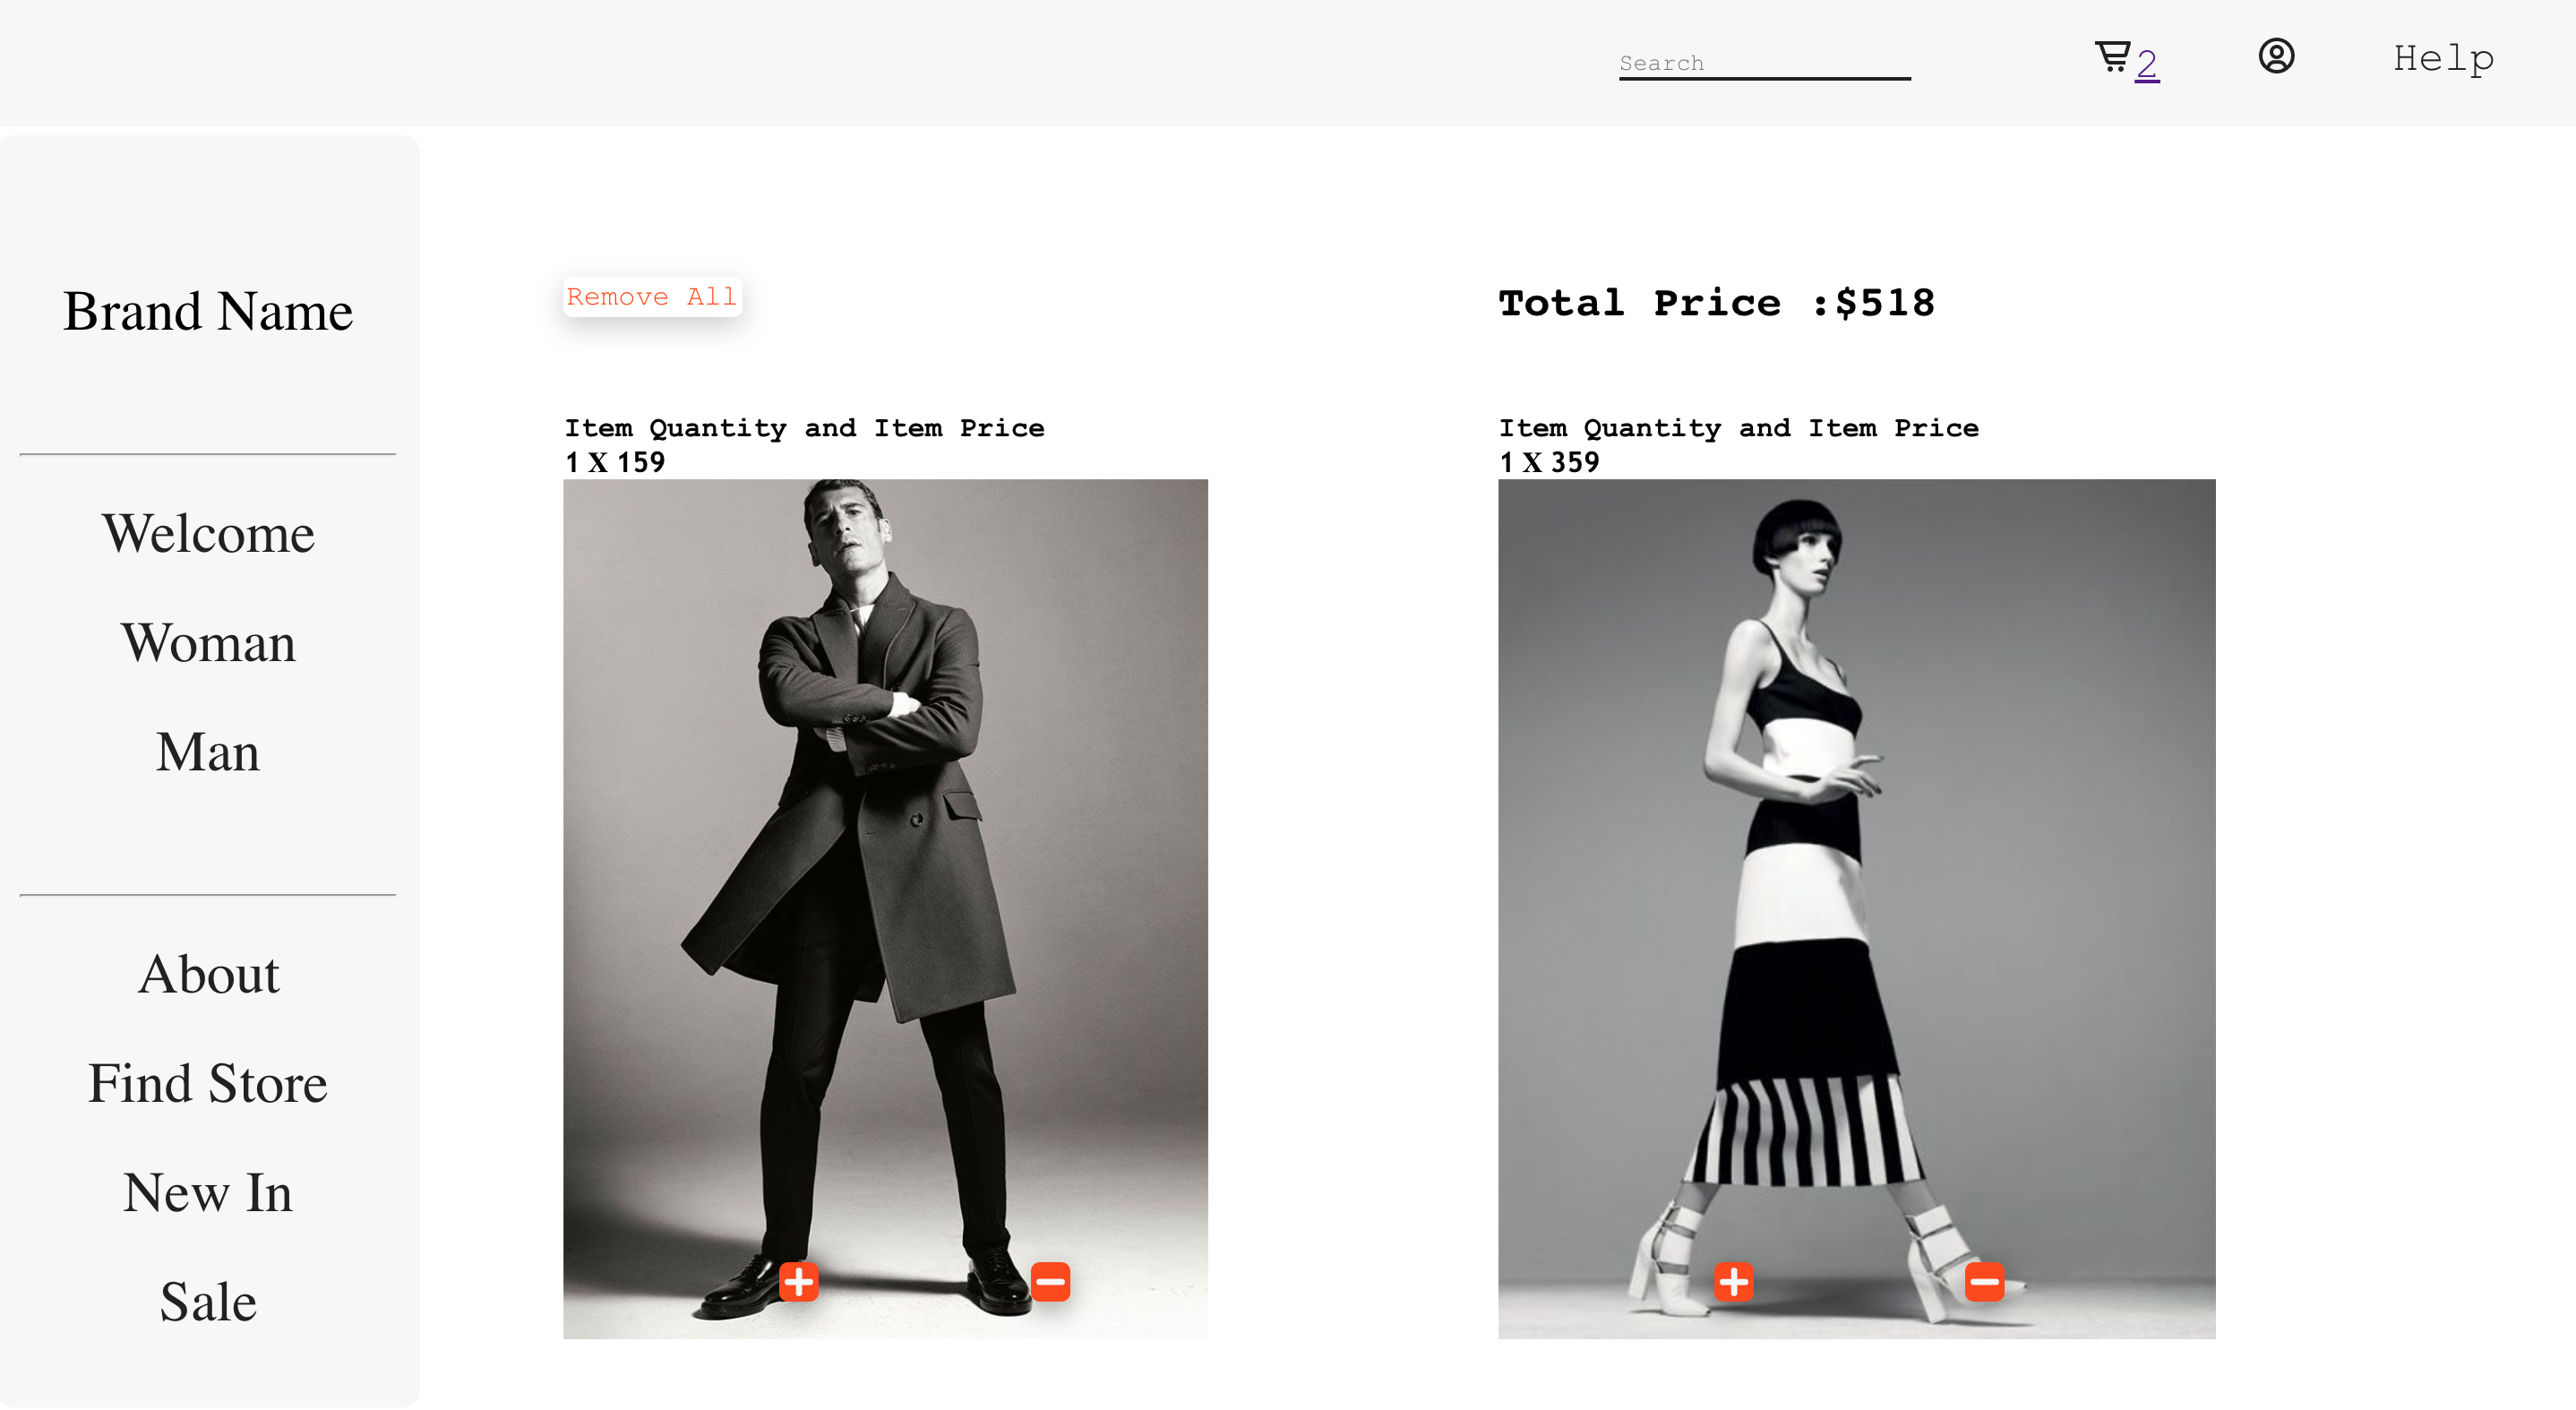 Search
2
Help
Brand Name
Welcome
Woman
Man
About
Find Store
New In
Sale
Remove All
Total Price :$518
Item Quantity and Item Price
1 X 159
Item Quantity and Item Price
1 X 359